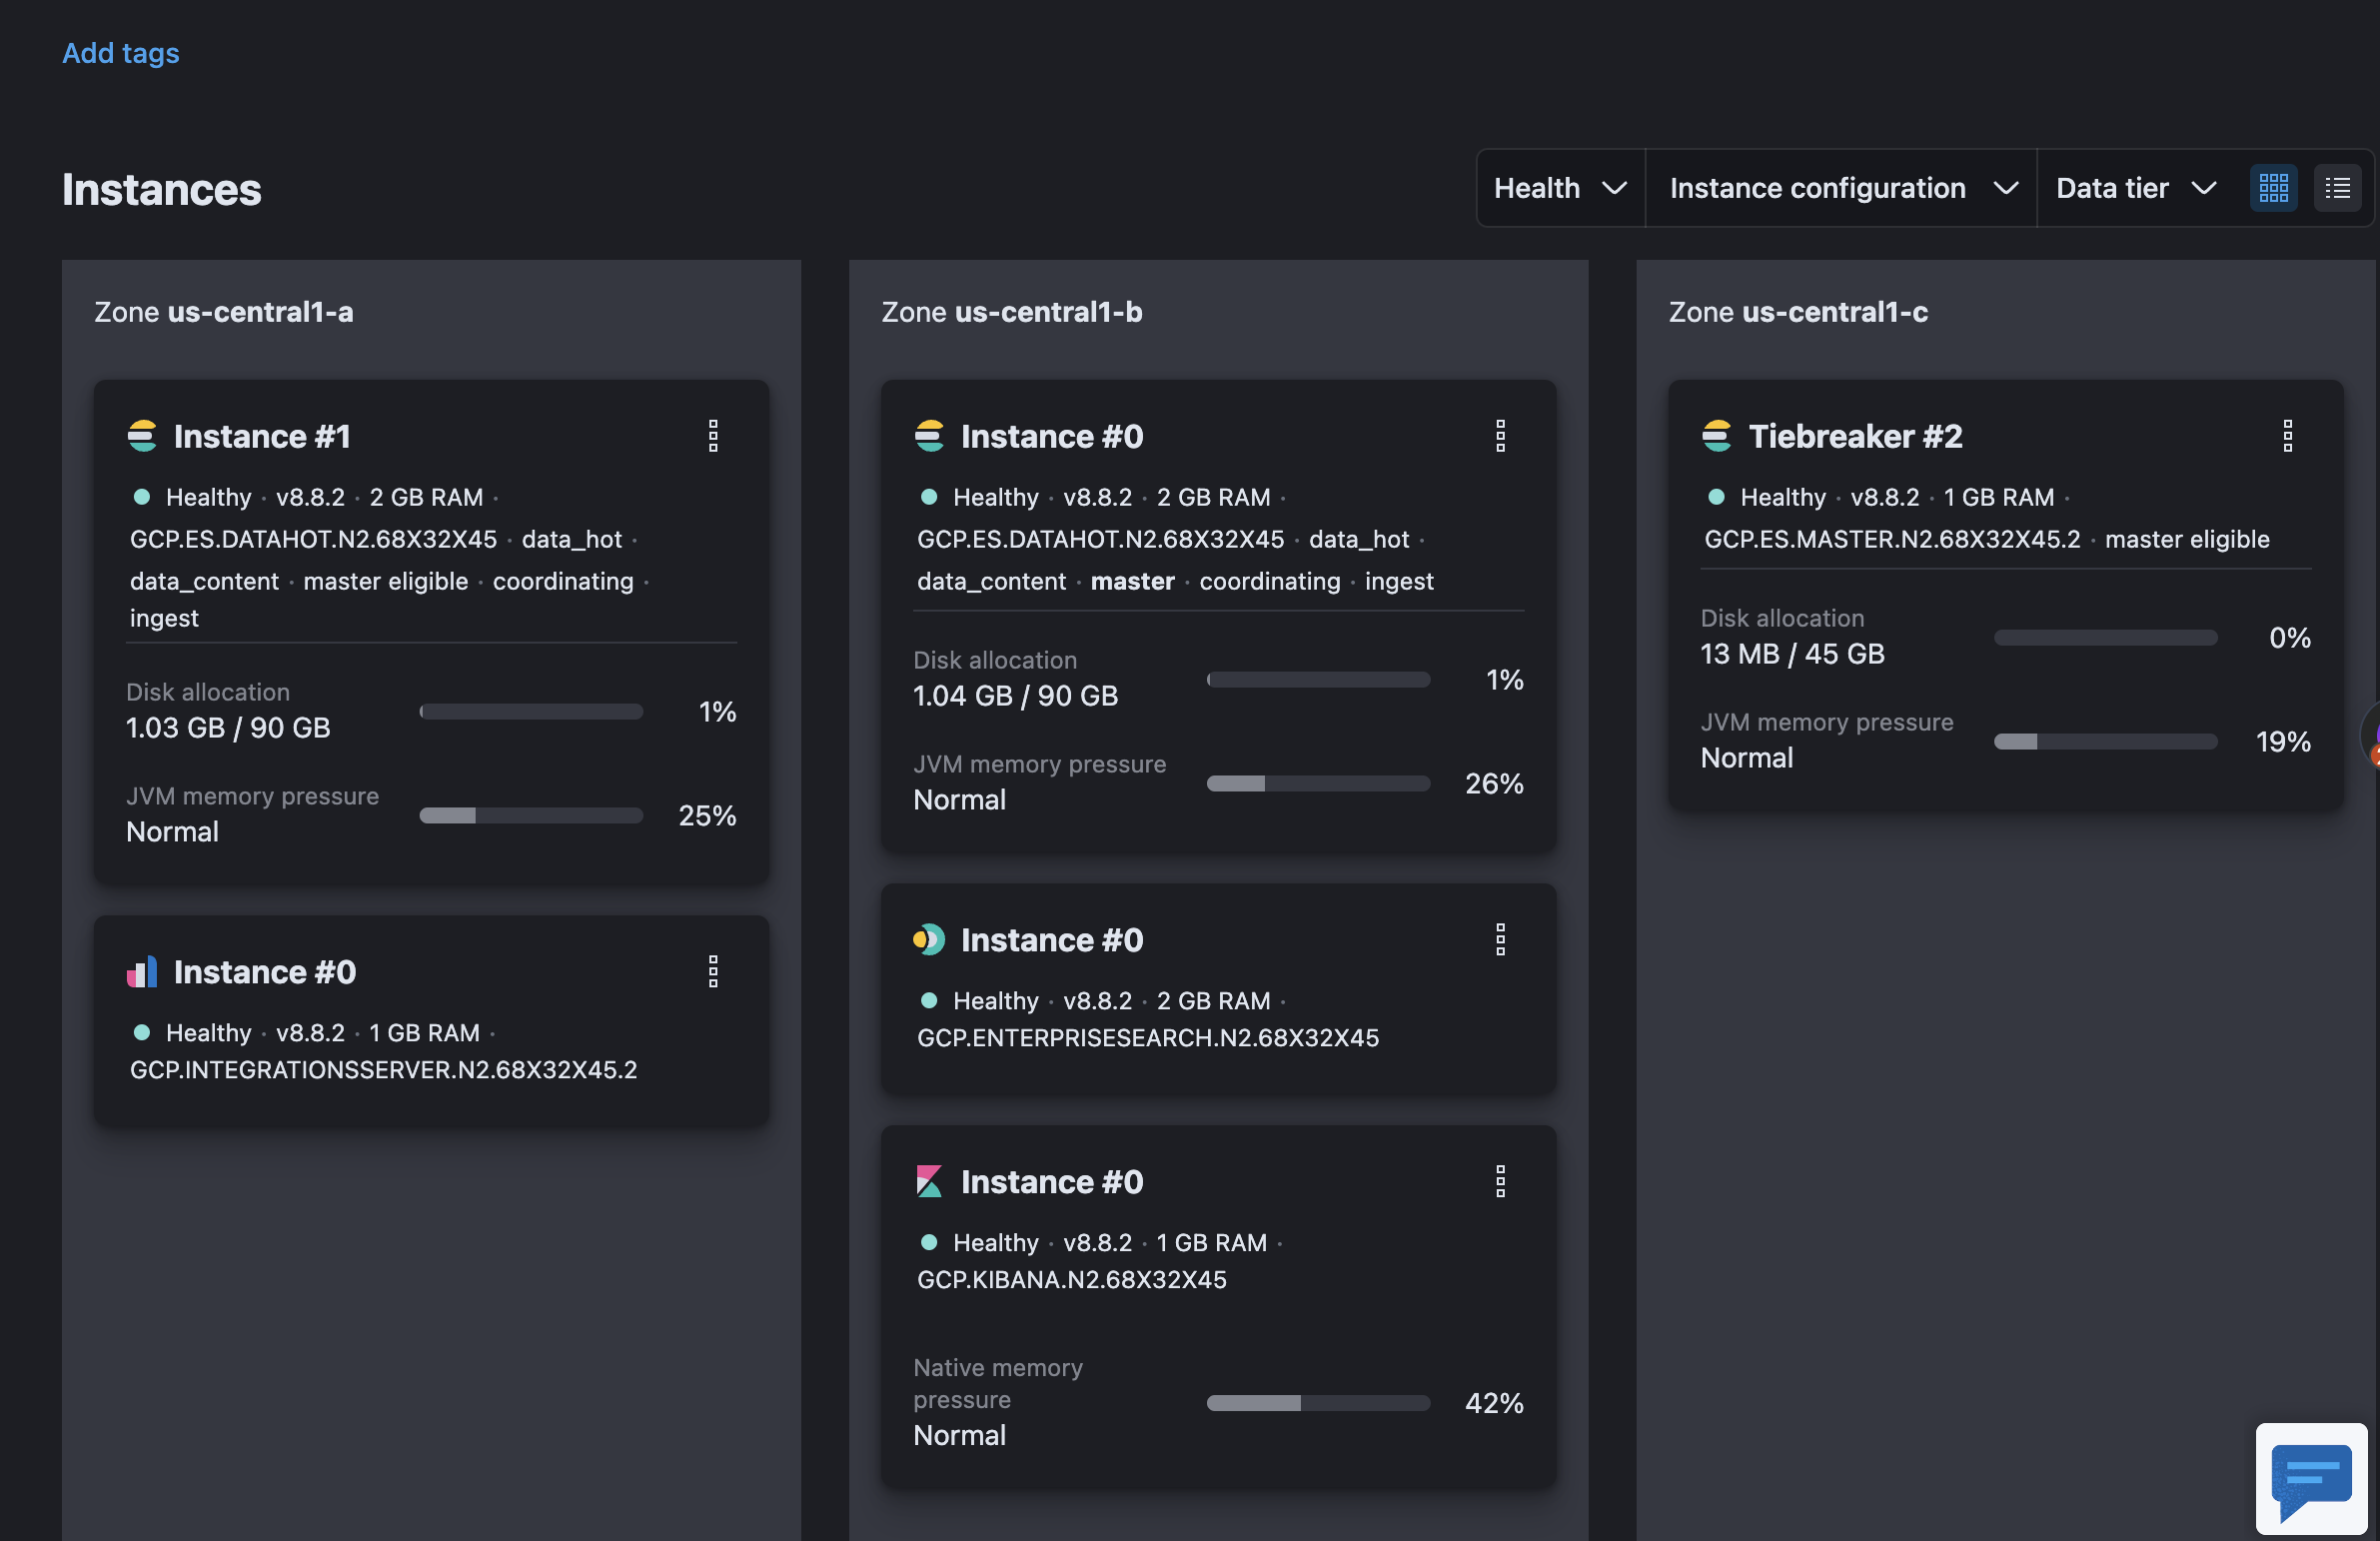 Add tags
Instances
Health
Instance configuration
Data tier
Zone us-central1-a
Instance #1
Healthy · v8.8.2 · 2 GB RAM ·
GCP.ES.DATAHOT.N2.68X32X45 · data_hot ·
data_content · master eligible · coordinating ·
ingest
Disk allocation
1.03 GB / 90 GB
1%
JVM memory pressure
Normal
25%
Instance #0
Healthy · v8.8.2 · 1 GB RAM ·
GCP.INTEGRATIONSSERVER.N2.68X32X45.2
Zone us-central1-b
Instance #0
Healthy · v8.8.2 · 2 GB RAM ·
GCP.ES.DATAHOT.N2.68X32X45 · data_hot ·
data_content · master · coordinating · ingest
Disk allocation
1.04 GB / 90 GB
1%
JVM memory pressure
Normal
26%
Instance #0
Healthy · v8.8.2 · 2 GB RAM ·
GCP.ENTERPRISESEARCH.N2.68X32X45
Instance #0
Healthy · v8.8.2 · 1 GB RAM ·
GCP.KIBANA.N2.68X32X45
Native memory
pressure
Normal
42%
Zone us-central1-c
Tiebreaker #2
Healthy · v8.8.2 · 1 GB RAM ·
GCP.ES.MASTER.N2.68X32X45.2 · master eligible
Disk allocation
13 MB / 45 GB
0%
JVM memory pressure
Normal
19%